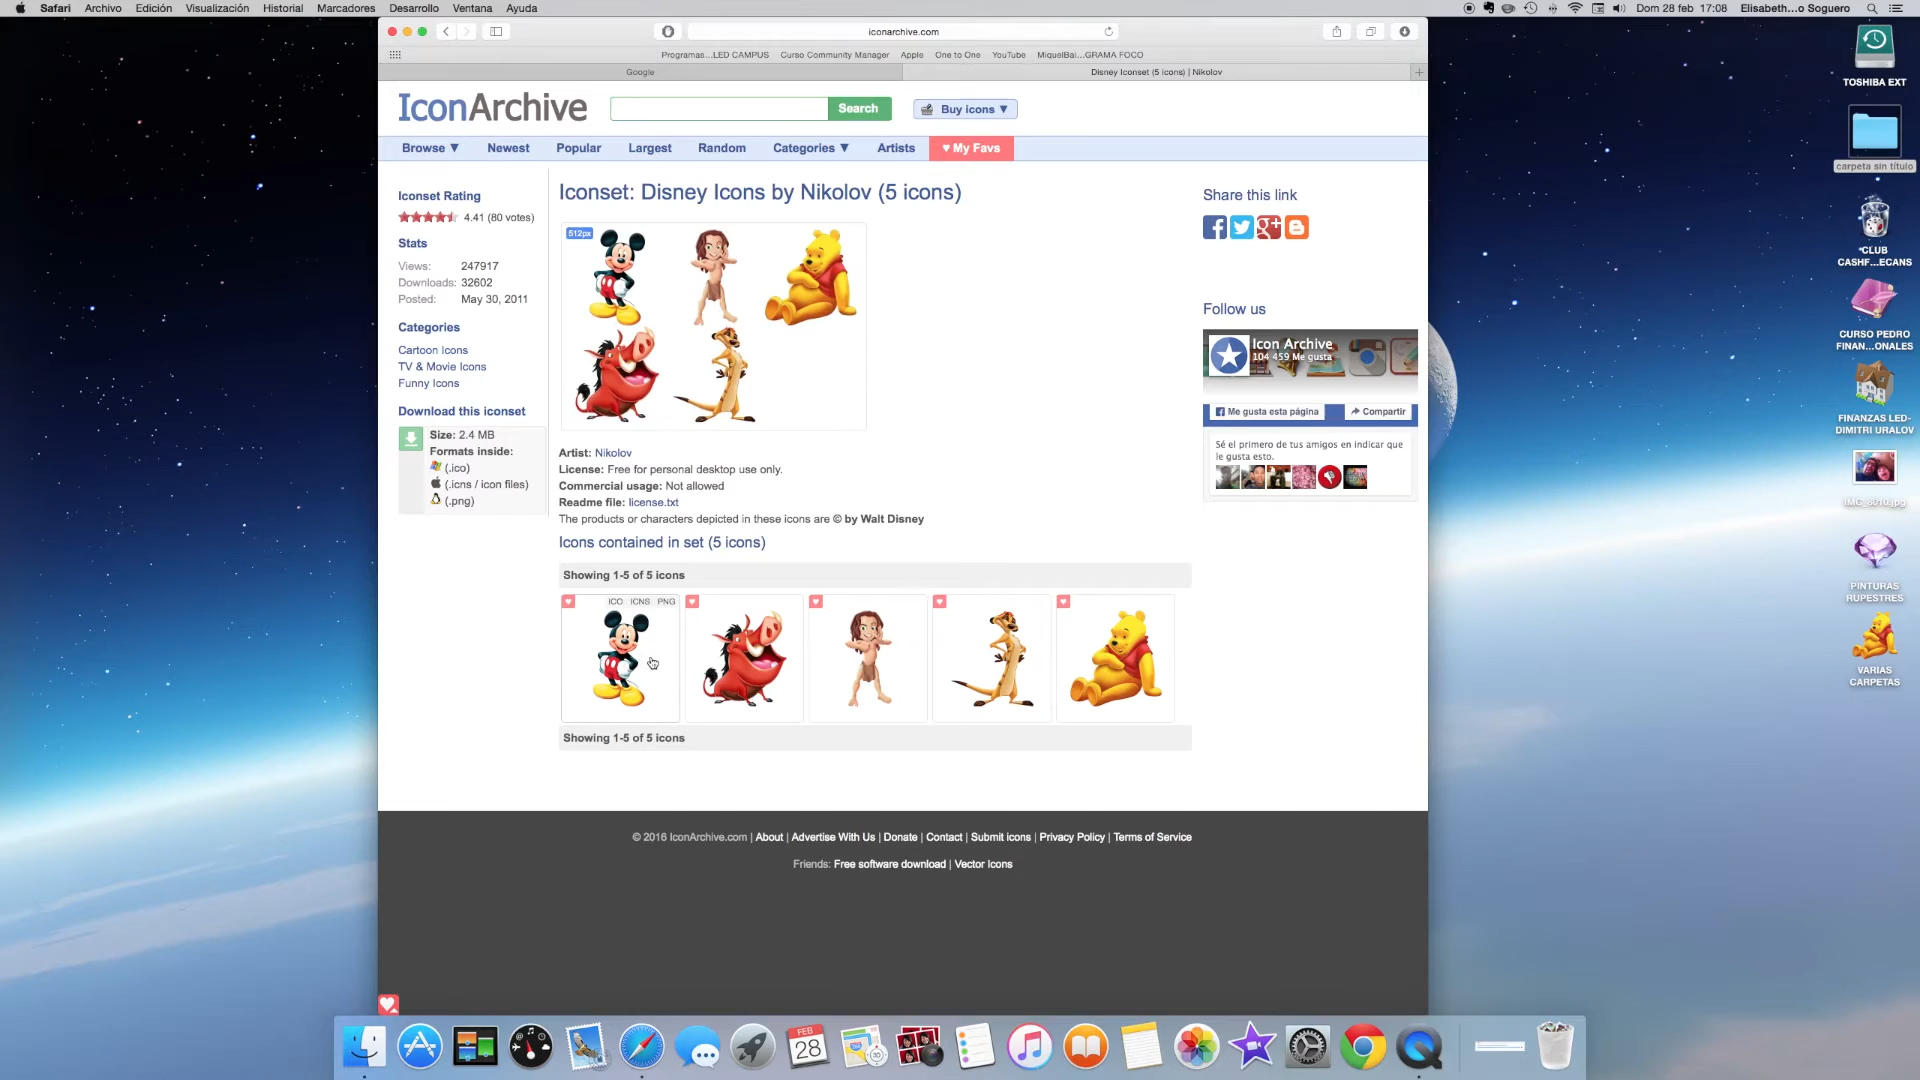 Safari Archivo Edición Visualización Historial Marcadores Desarrollo Ventana Ayuda
Dom 28 feb 17:08 Elisabeth...o Soguero
iconarchive.com
Programas...LED CAMPUS Curso Community Manager Apple One to One YouTube MiquelBai...GRAMA FOCO
Google
Disney Iconset (5 icons) | Nikolov
IconArchive
Search
Buy icons ▼
Browse ▼ Newest Popular Largest Random Categories ▼ Artists ♥ My Favs
Iconset Rating
4.41 (80 votes)
Stats
Views: 247917
Downloads: 32602
Posted: May 30, 2011
Categories
Cartoon Icons
TV & Movie Icons
Funny Icons
Download this iconset
Size: 2.4 MB
Formats inside:
(.ico)
(.icns / icon files)
(.png)
Iconset: Disney Icons by Nikolov (5 icons)
512px
Artist: Nikolov
License: Free for personal desktop use only.
Commercial usage: Not allowed
Readme file: license.txt
The products or characters depicted in these icons are © by Walt Disney
Icons contained in set (5 icons)
Showing 1-5 of 5 icons
ICO ICNS PNG
Showing 1-5 of 5 icons
Share this link
Follow us
Icon Archive
104 459 Me gusta
Me gusta esta página
Compartir
Sé el primero de tus amigos en indicar que
le gusta esto.
© 2016 IconArchive.com | About | Advertise With Us | Donate | Contact | Submit icons | Privacy Policy | Terms of Service
Friends: Free software download | Vector Icons
TOSHIBA EXT
carpeta sin título
*CLUB
CASHF...ECANS
CURSO PEDRO
FINAN...ONALES
FINANZAS LED-
DIMITRI URALOV
IMG_8010.jpg
PINTURAS
RUPESTRES
VARIAS
CARPETAS
FEB
28